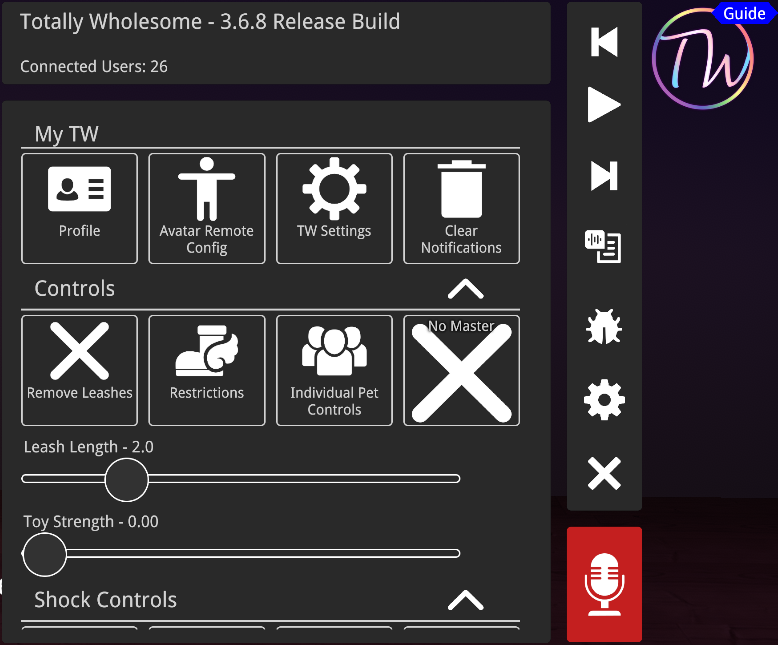 Totally Wholesome - 3.6.8 Release Build
Connected Users: 26
Guide
TW
My TW
Profile
Avatar Remote
Config
TW Settings
Clear
Notifications
Controls
Remove Leashes
Restrictions
Individual Pet
Controls
No Master
Leash Length - 2.0
Toy Strength - 0.00
Shock Controls